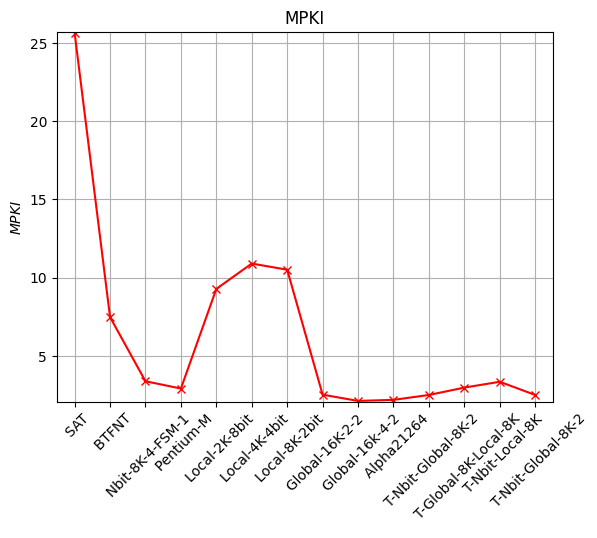 MPKI
25
20
15
10
5
MPKI
SAT
BTFNT
Nbit-8K-4-FSM-1
Pentium-M
Local-2K-8bit
Local-4K-4bit
Local-8K-2bit
Global-16K-2-2
Global-16K-4-2
Alpha21264
T-Nbit-Global-8K-2
T-Global-8K-Local-8K
T-Nbit-Local-8K
T-Nbit-Global-8K-2